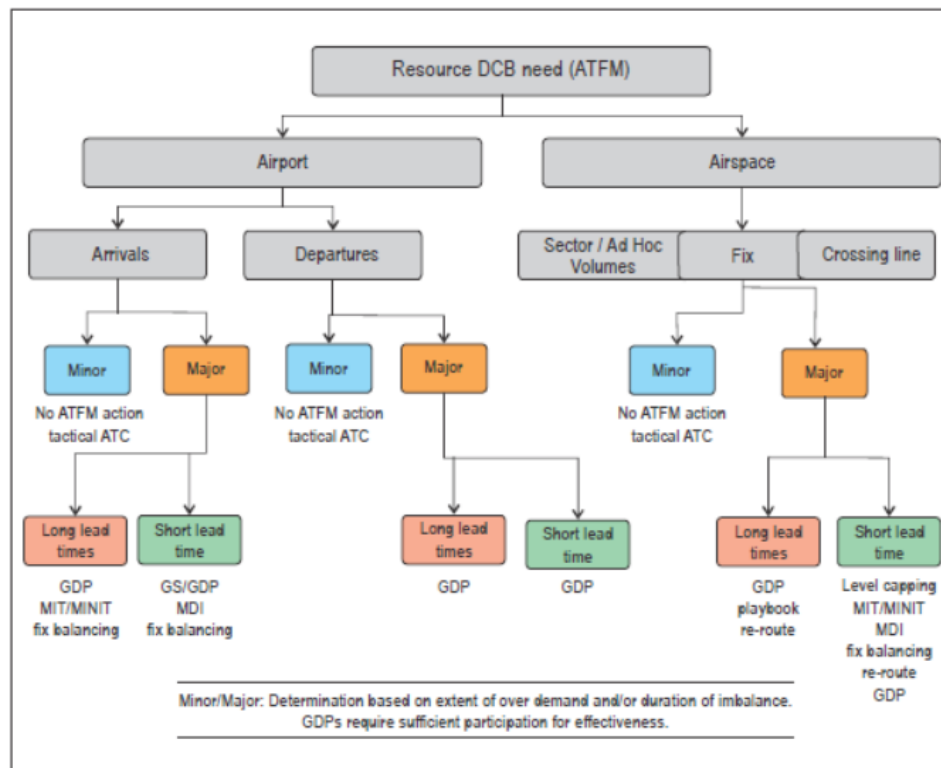 Resource DCB need (ATFM)
Airport
Airspace
Arrivals
Departures
Sector / Ad Hoc
Volumes
Fix
Crossing line
Minor
Major
Minor
Major
Minor
Major
No ATFM action
tactical ATC
No ATFM action
tactical ATC
No ATFM action
tactical ATC
Long lead
times
Short lead
time
Long lead
times
Short lead
time
Long lead
times
Short lead
time
GDP
MIT/MINIT
fix balancing
GS/GDP
MDI
fix balancing
GDP
GDP
GDP
playbook
re-route
Level capping
MIT/MINIT
MDI
fix balancing
re-route
GDP
Minor/Major: Determination based on extent of over demand and/or duration of imbalance.
GDPs require sufficient participation for effectiveness.